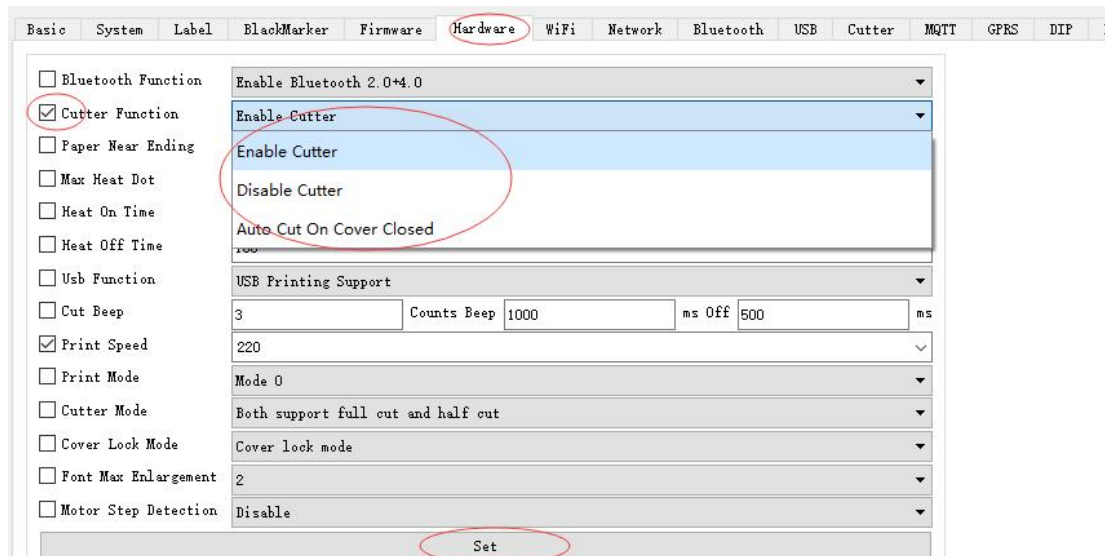 Basic System Label BlackMarker Firmware Hardware WiFi Network Bluetooth USB Cutter MQTT GPRS DIP
Bluetooth Function Enable Bluetooth 2.0+4.0
Cutter Function Enable Cutter
Paper Near Ending Enable Cutter
Max Heat Dot Disable Cutter
Heat On Time Auto Cut On Cover Closed
Heat Off Time
Usb Function USB Printing Support
Cut Beep 3 Counts Beep 1000 ms Off 500 ms
Print Speed 220
Print Mode Mode 0
Cutter Mode Both support full cut and half cut
Cover Lock Mode Cover lock mode
Font Max Enlargement 2
Motor Step Detection Disable
Set